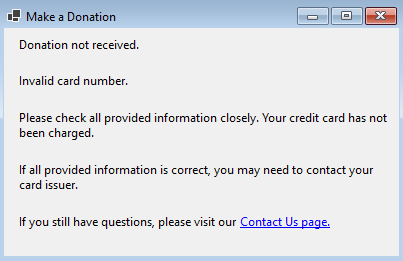 Make a Donation
Donation not received.
Invalid card number.
Please check all provided information closely. Your credit card has not
been charged.
If all provided information is correct, you may need to contact your
card issuer.
If you still have questions, please visit our Contact Us page.